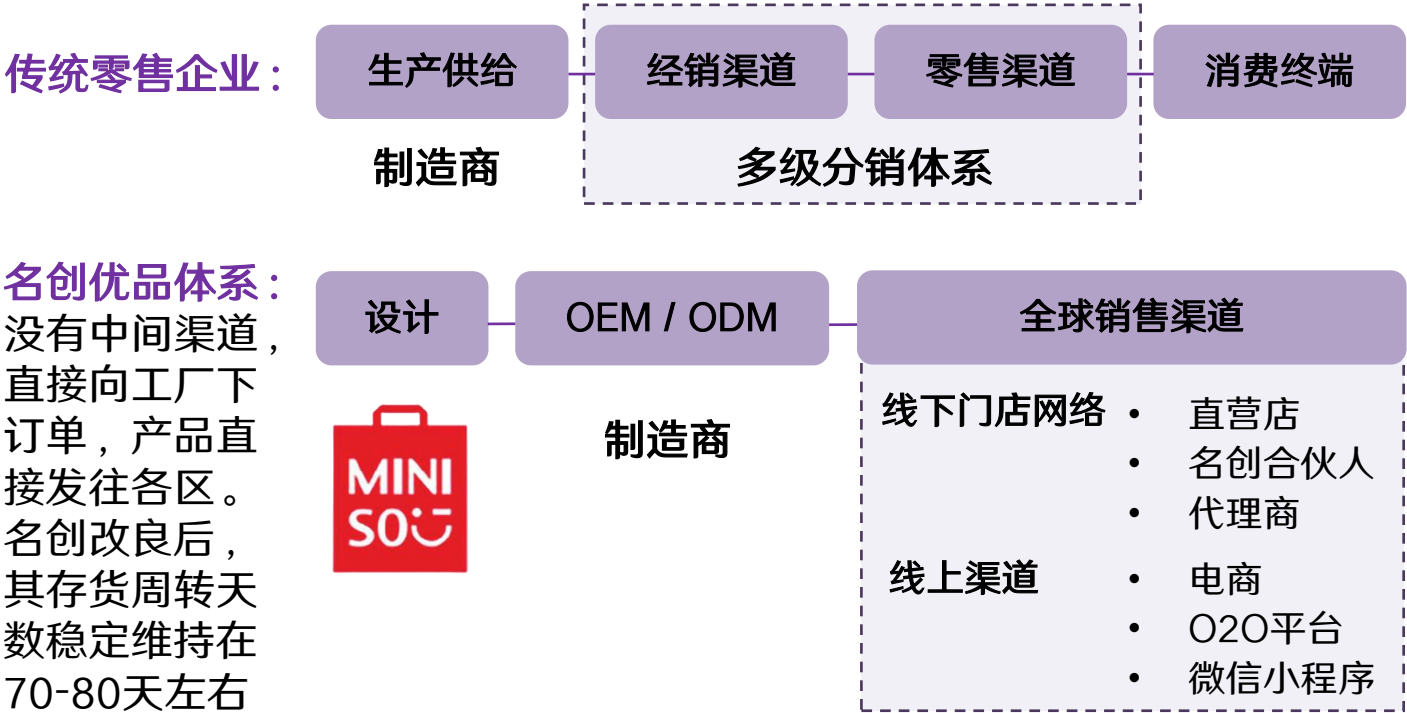 传统零售企业：
生产供给
经销渠道
零售渠道
消费终端
制造商
多级分销体系
名创优品体系：
没有中间渠道，
直接向工厂下
订单，产品直
接发往各区。
名创改良后，
其存货周转天
数稳定维持在
70-80天左右
设计
OEM / ODM
全球销售渠道
MINI
SO
制造商
线下门店网络
• 直营店
• 名创合伙人
• 代理商
线上渠道
• 电商
• O2O平台
• 微信小程序